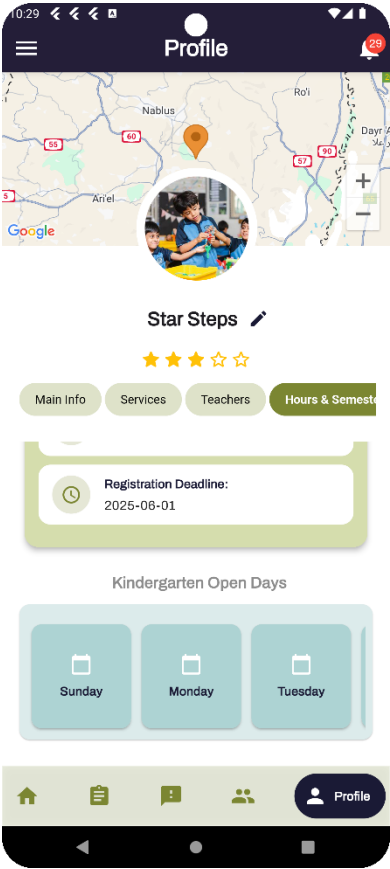 10:29
Profile
29
Nablus
Ro'i
60
55
90
57
Dayr A
5
Ari'el
+
−
Google
Star Steps
Main Info
Services
Teachers
Hours & Semeste
Registration Deadline:
2025-06-01
Kindergarten Open Days
Sunday
Monday
Tuesday
Profile